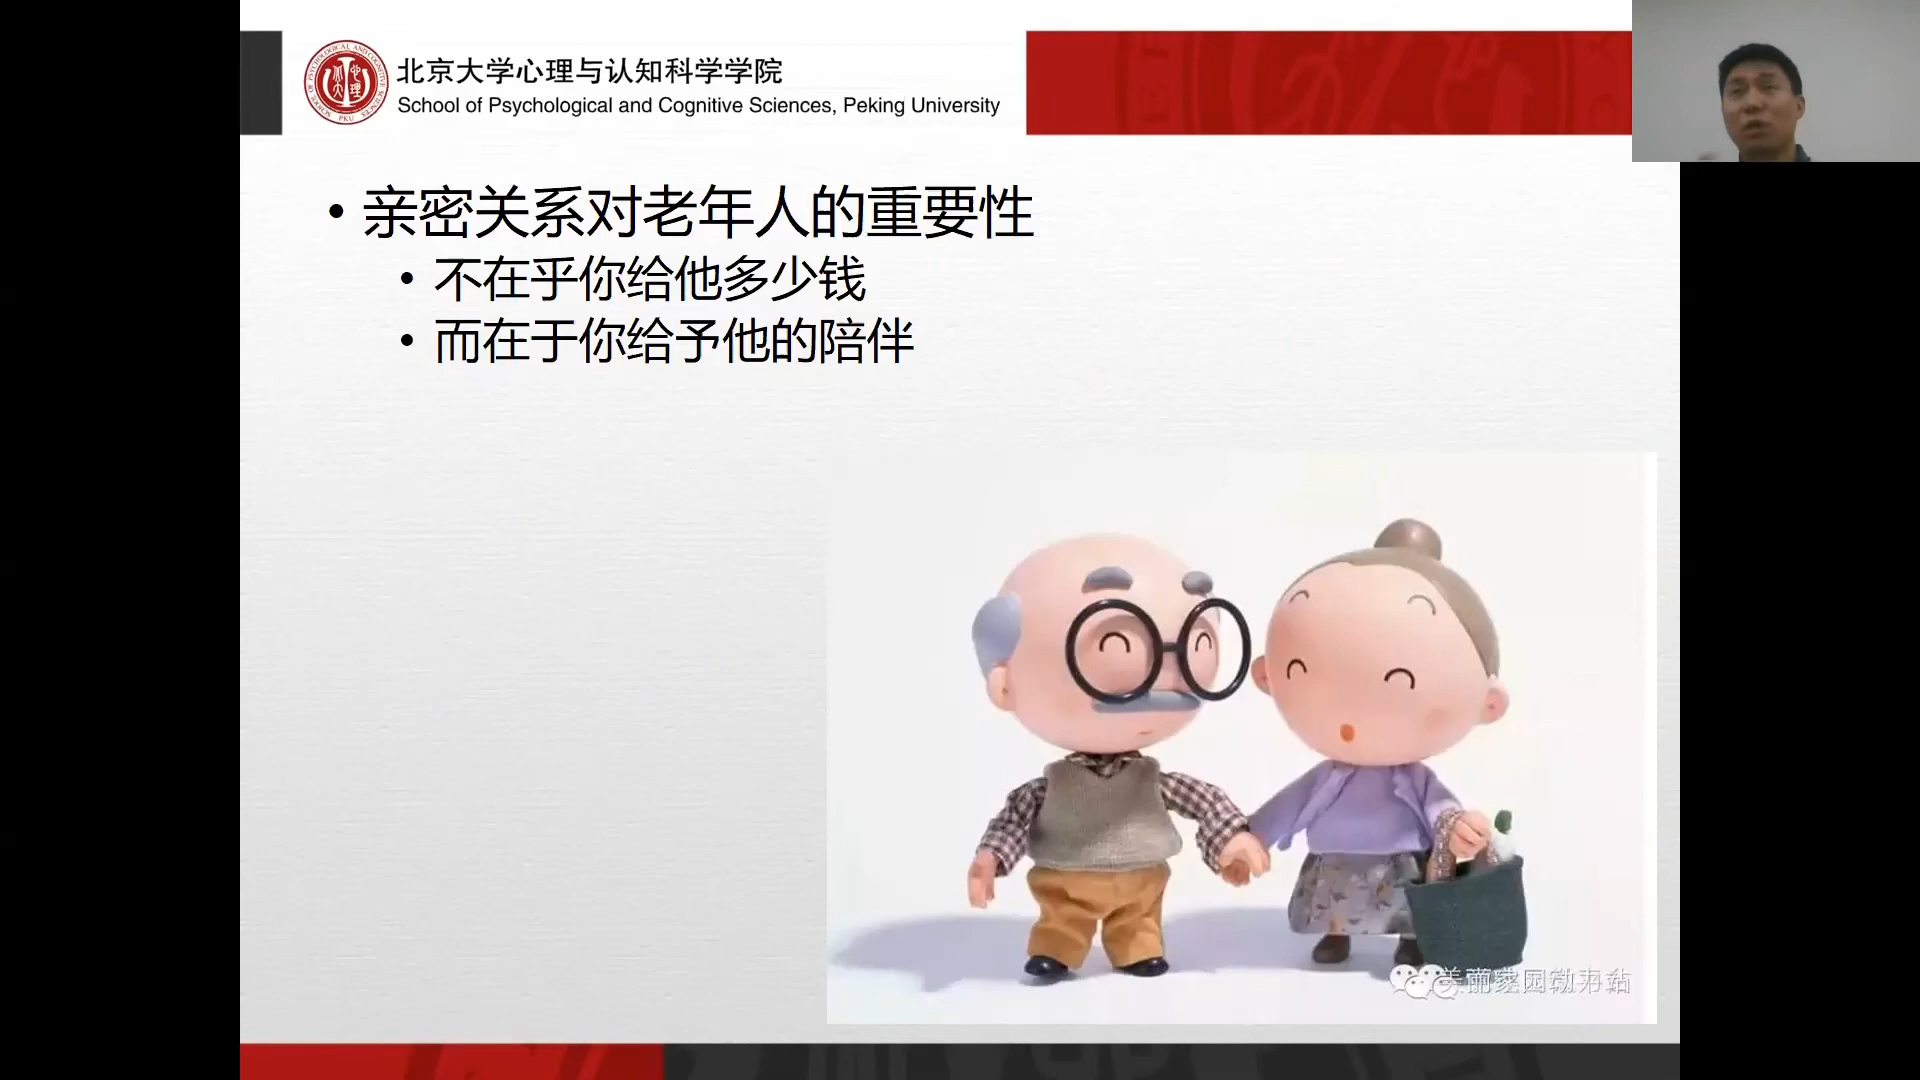 北京大学心理与认知科学学院
School of Psychological and Cognitive Sciences, Peking University
• 亲密关系对老年人的重要性
• 不在乎你给他多少钱
• 而在于你给予他的陪伴